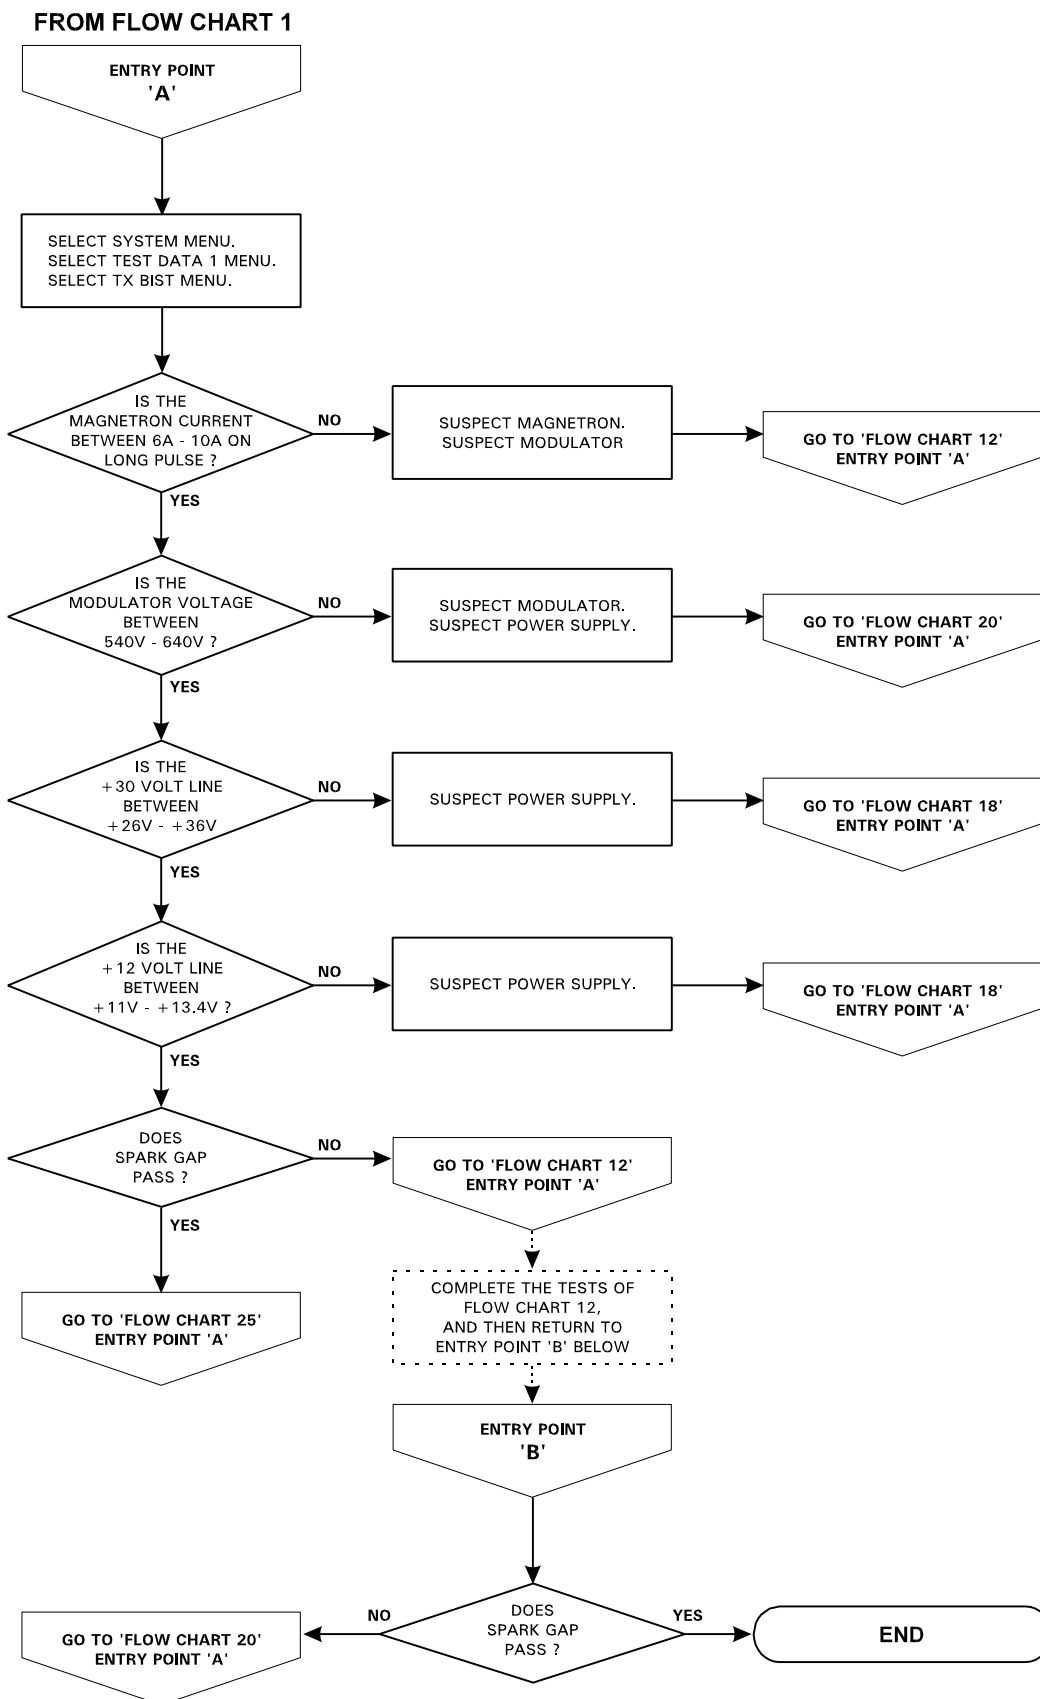 FROM FLOW CHART 1
ENTRY POINT
'A'
SELECT SYSTEM MENU.
SELECT TEST DATA 1 MENU.
SELECT TX BIST MENU.
IS THE
MAGNETRON CURRENT
BETWEEN 6A - 10A ON
LONG PULSE ?
NO
SUSPECT MAGNETRON.
SUSPECT MODULATOR
GO TO 'FLOW CHART 12'
ENTRY POINT 'A'
YES
IS THE
MODULATOR VOLTAGE
BETWEEN
540V - 640V ?
NO
SUSPECT MODULATOR.
SUSPECT POWER SUPPLY.
GO TO 'FLOW CHART 20'
ENTRY POINT 'A'
YES
IS THE
+30 VOLT LINE
BETWEEN
+26V - +36V
NO
SUSPECT POWER SUPPLY.
GO TO 'FLOW CHART 18'
ENTRY POINT 'A'
YES
IS THE
+12 VOLT LINE
BETWEEN
+11V - +13.4V ?
NO
SUSPECT POWER SUPPLY.
GO TO 'FLOW CHART 18'
ENTRY POINT 'A'
YES
DOES
SPARK GAP
PASS ?
NO
GO TO 'FLOW CHART 12'
ENTRY POINT 'A'
YES
GO TO 'FLOW CHART 25'
ENTRY POINT 'A'
COMPLETE THE TESTS OF
FLOW CHART 12,
AND THEN RETURN TO
ENTRY POINT 'B' BELOW
ENTRY POINT
'B'
DOES
SPARK GAP
PASS ?
NO
GO TO 'FLOW CHART 20'
ENTRY POINT 'A'
YES
END